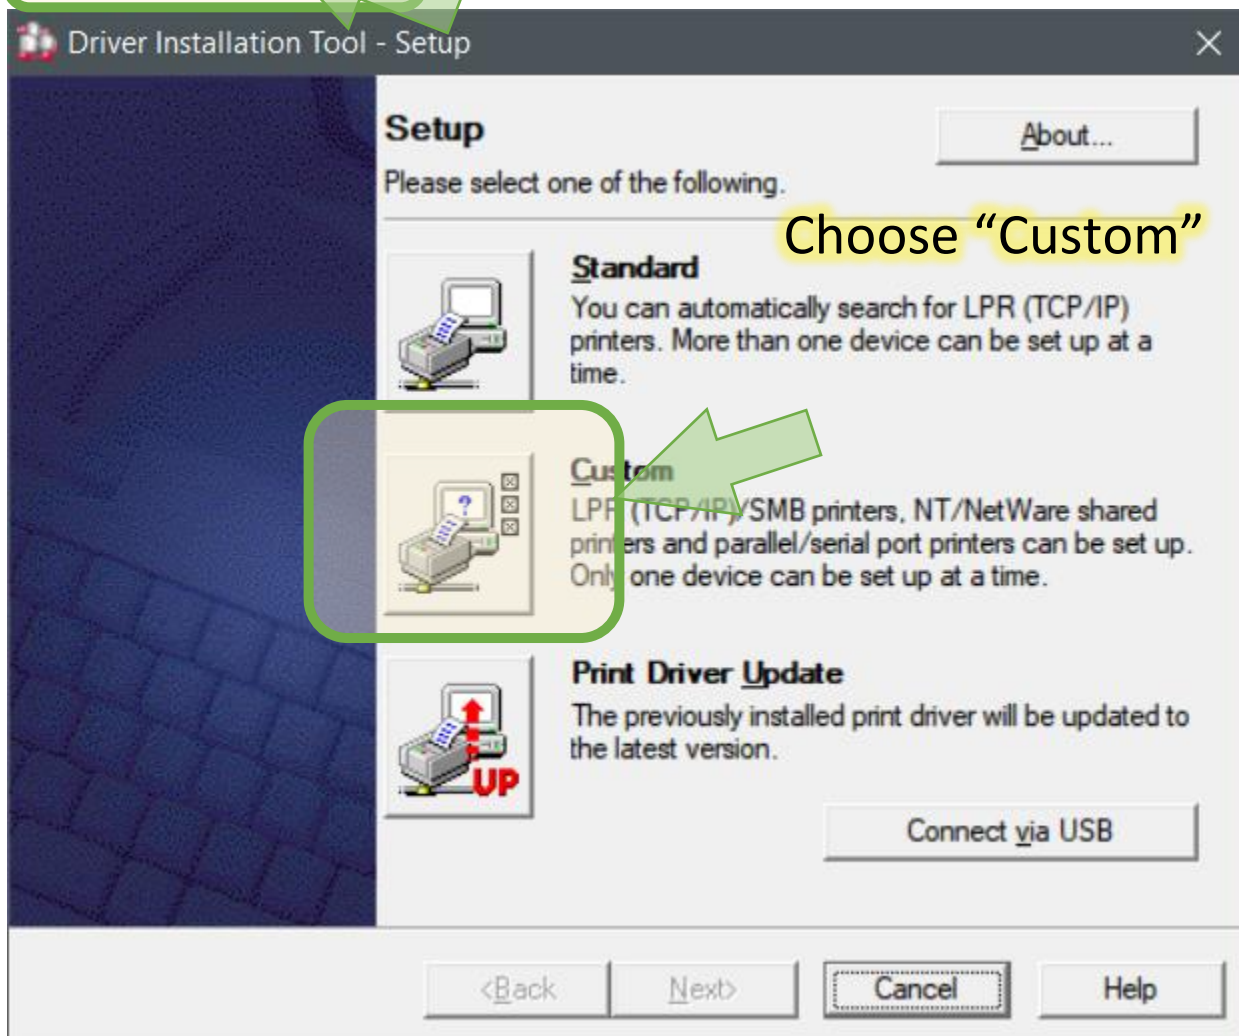 Driver Installation Tool - Setup
Setup
About...
Please select one of the following.
Choose “Custom”
Standard
You can automatically search for LPR (TCP/IP)
printers. More than one device can be set up at a
time.
Custom
LPR (TCP/IP)/SMB printers, NT/NetWare shared
printers and parallel/serial port printers can be set up.
Only one device can be set up at a time.
?
Print Driver Update
The previously installed print driver will be updated to
the latest version.
UP
Connect via USB
<Back
Next>
Cancel
Help